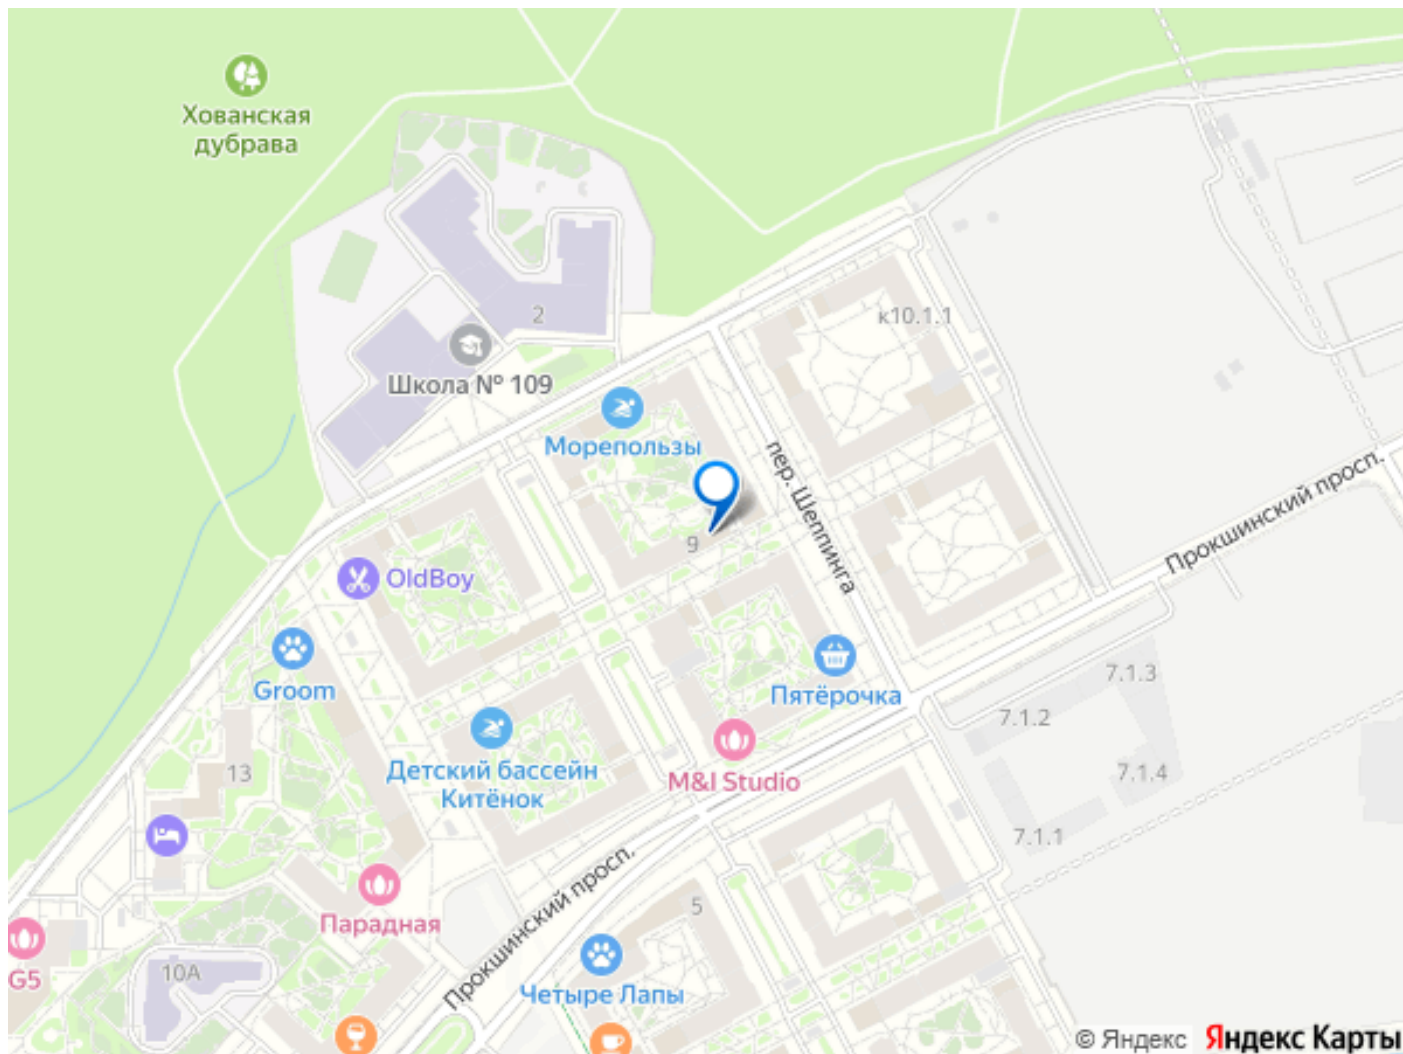 Хованская
дубрава
к10.1.1
2
Школа № 109
Морепользы
пер. Шеппинга
Прокшинский просп.
9
OldBoy
Groom
Пятёрочка
7.1.3
7.1.2
M&I Studio
7.1.4
13
Детский бассейн
Китёнок
7.1.1
Прокшинский просп.
Парадная
5
G5
10А
Четыре Лапы
© Яндекс Яндекс Карты